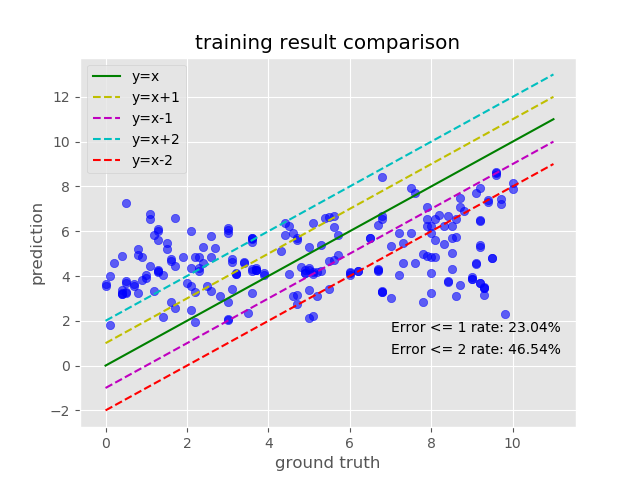 training result comparison
y=x
y=x+1
y=x-1
y=x+2
y=x-2
12
10
8
6
4
2
0
−2
prediction
Error <= 1 rate: 23.04%
Error <= 2 rate: 46.54%
0 2 4 6 8 10
ground truth